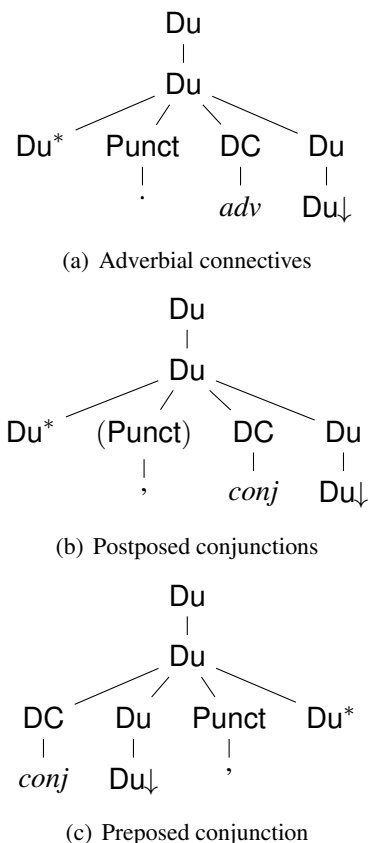 Du
Du
Du* Punct DC Du
. adv Du↓
(a) Adverbial connectives
Du
Du
Du* (Punct) DC Du
, conj Du↓
(b) Postposed conjunctions
Du
Du
DC Du Punct Du*
conj Du↓ ,
(c) Preposed conjunction